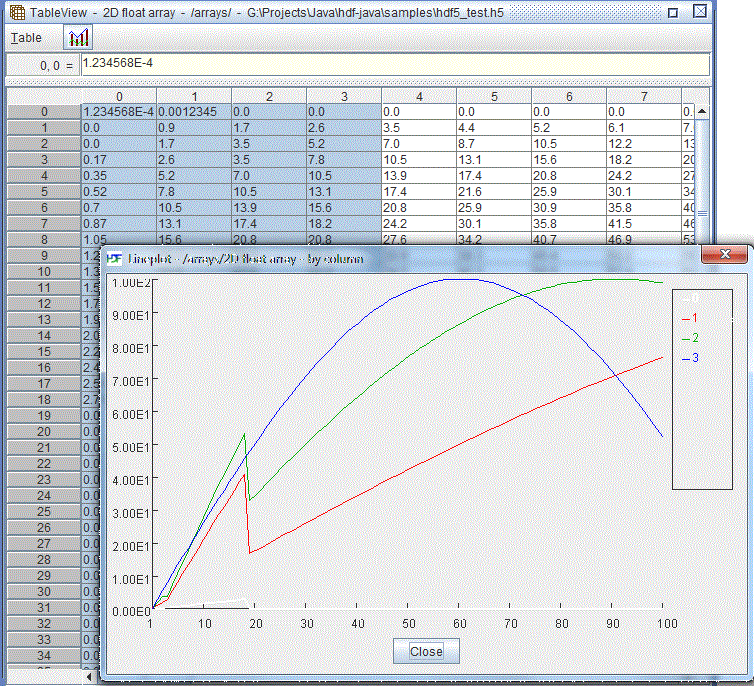 TableView - 2D float array - /arrays/ - G:\Projects\Java\hdf-java\samples\hdf5_test.h5
Table
0, 0 = 1.234568E-4
0 1 2 3 4 5 6 7
0 1.234568E-4 0.0012345 0.0 0.0 0.0 0.0 0.0 0.0 0.
1 0.0 0.9 1.7 2.6 3.5 4.4 5.2 6.1 7.
2 0.0 1.7 3.5 5.2 7.0 8.7 10.5 12.2 13
3 0.17 2.6 3.5 7.8 10.5 13.1 15.6 18.2 20
4 0.35 5.2 7.0 10.5 13.9 17.4 20.8 24.2 27
5 0.52 7.8 10.5 13.1 17.4 21.6 25.9 30.1 34
6 0.7 10.5 13.9 15.6 20.8 25.9 30.9 35.8 40
7 0.87 13.1 17.4 18.2 24.2 30.1 35.8 41.5 46
8 1.05 15.6 20.8 20.8 27.6 34.2 40.7 46.9 53
9 1.2
10 1.3
11 1.5
12 1.7
13 1.9
14 2.0
15 2.2
16 2.4
17 2.5
18 2.7
19 0.0
20 0.0
21 0.0
22 0.0
23 0.0
24 0.0
25 0.0
26 0.0
27 0.0
28 0.0
29 0.0
30 0.0
31 0.0
32 0.0
33 0.0
34 0.0
Lineplot - /arrays/2D float array - by column
1.00E2
9.00E1
8.00E1
7.00E1
6.00E1
5.00E1
4.00E1
3.00E1
2.00E1
1.00E1
0.00E0
1 10 20 30 40 50 60 70 80 90 100
0
1
2
3
Close